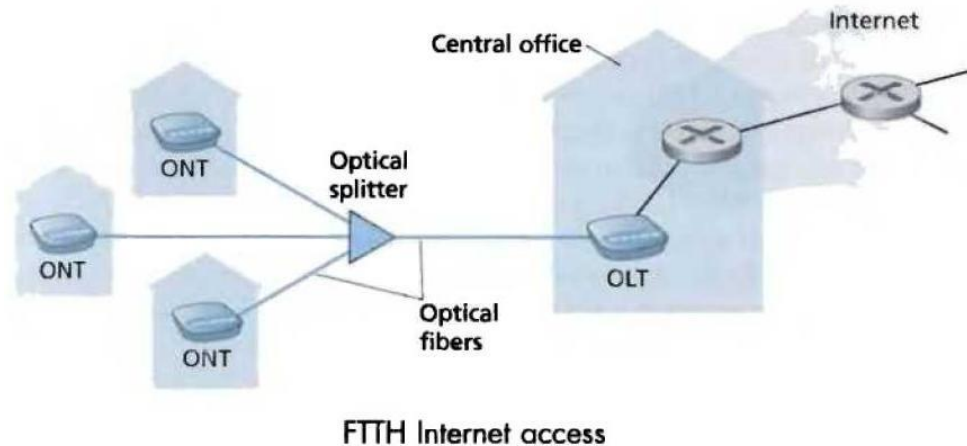 Internet
Central office
ONT
Optical
splitter
ONT
OLT
ONT
Optical
fibers
FTTH Internet access